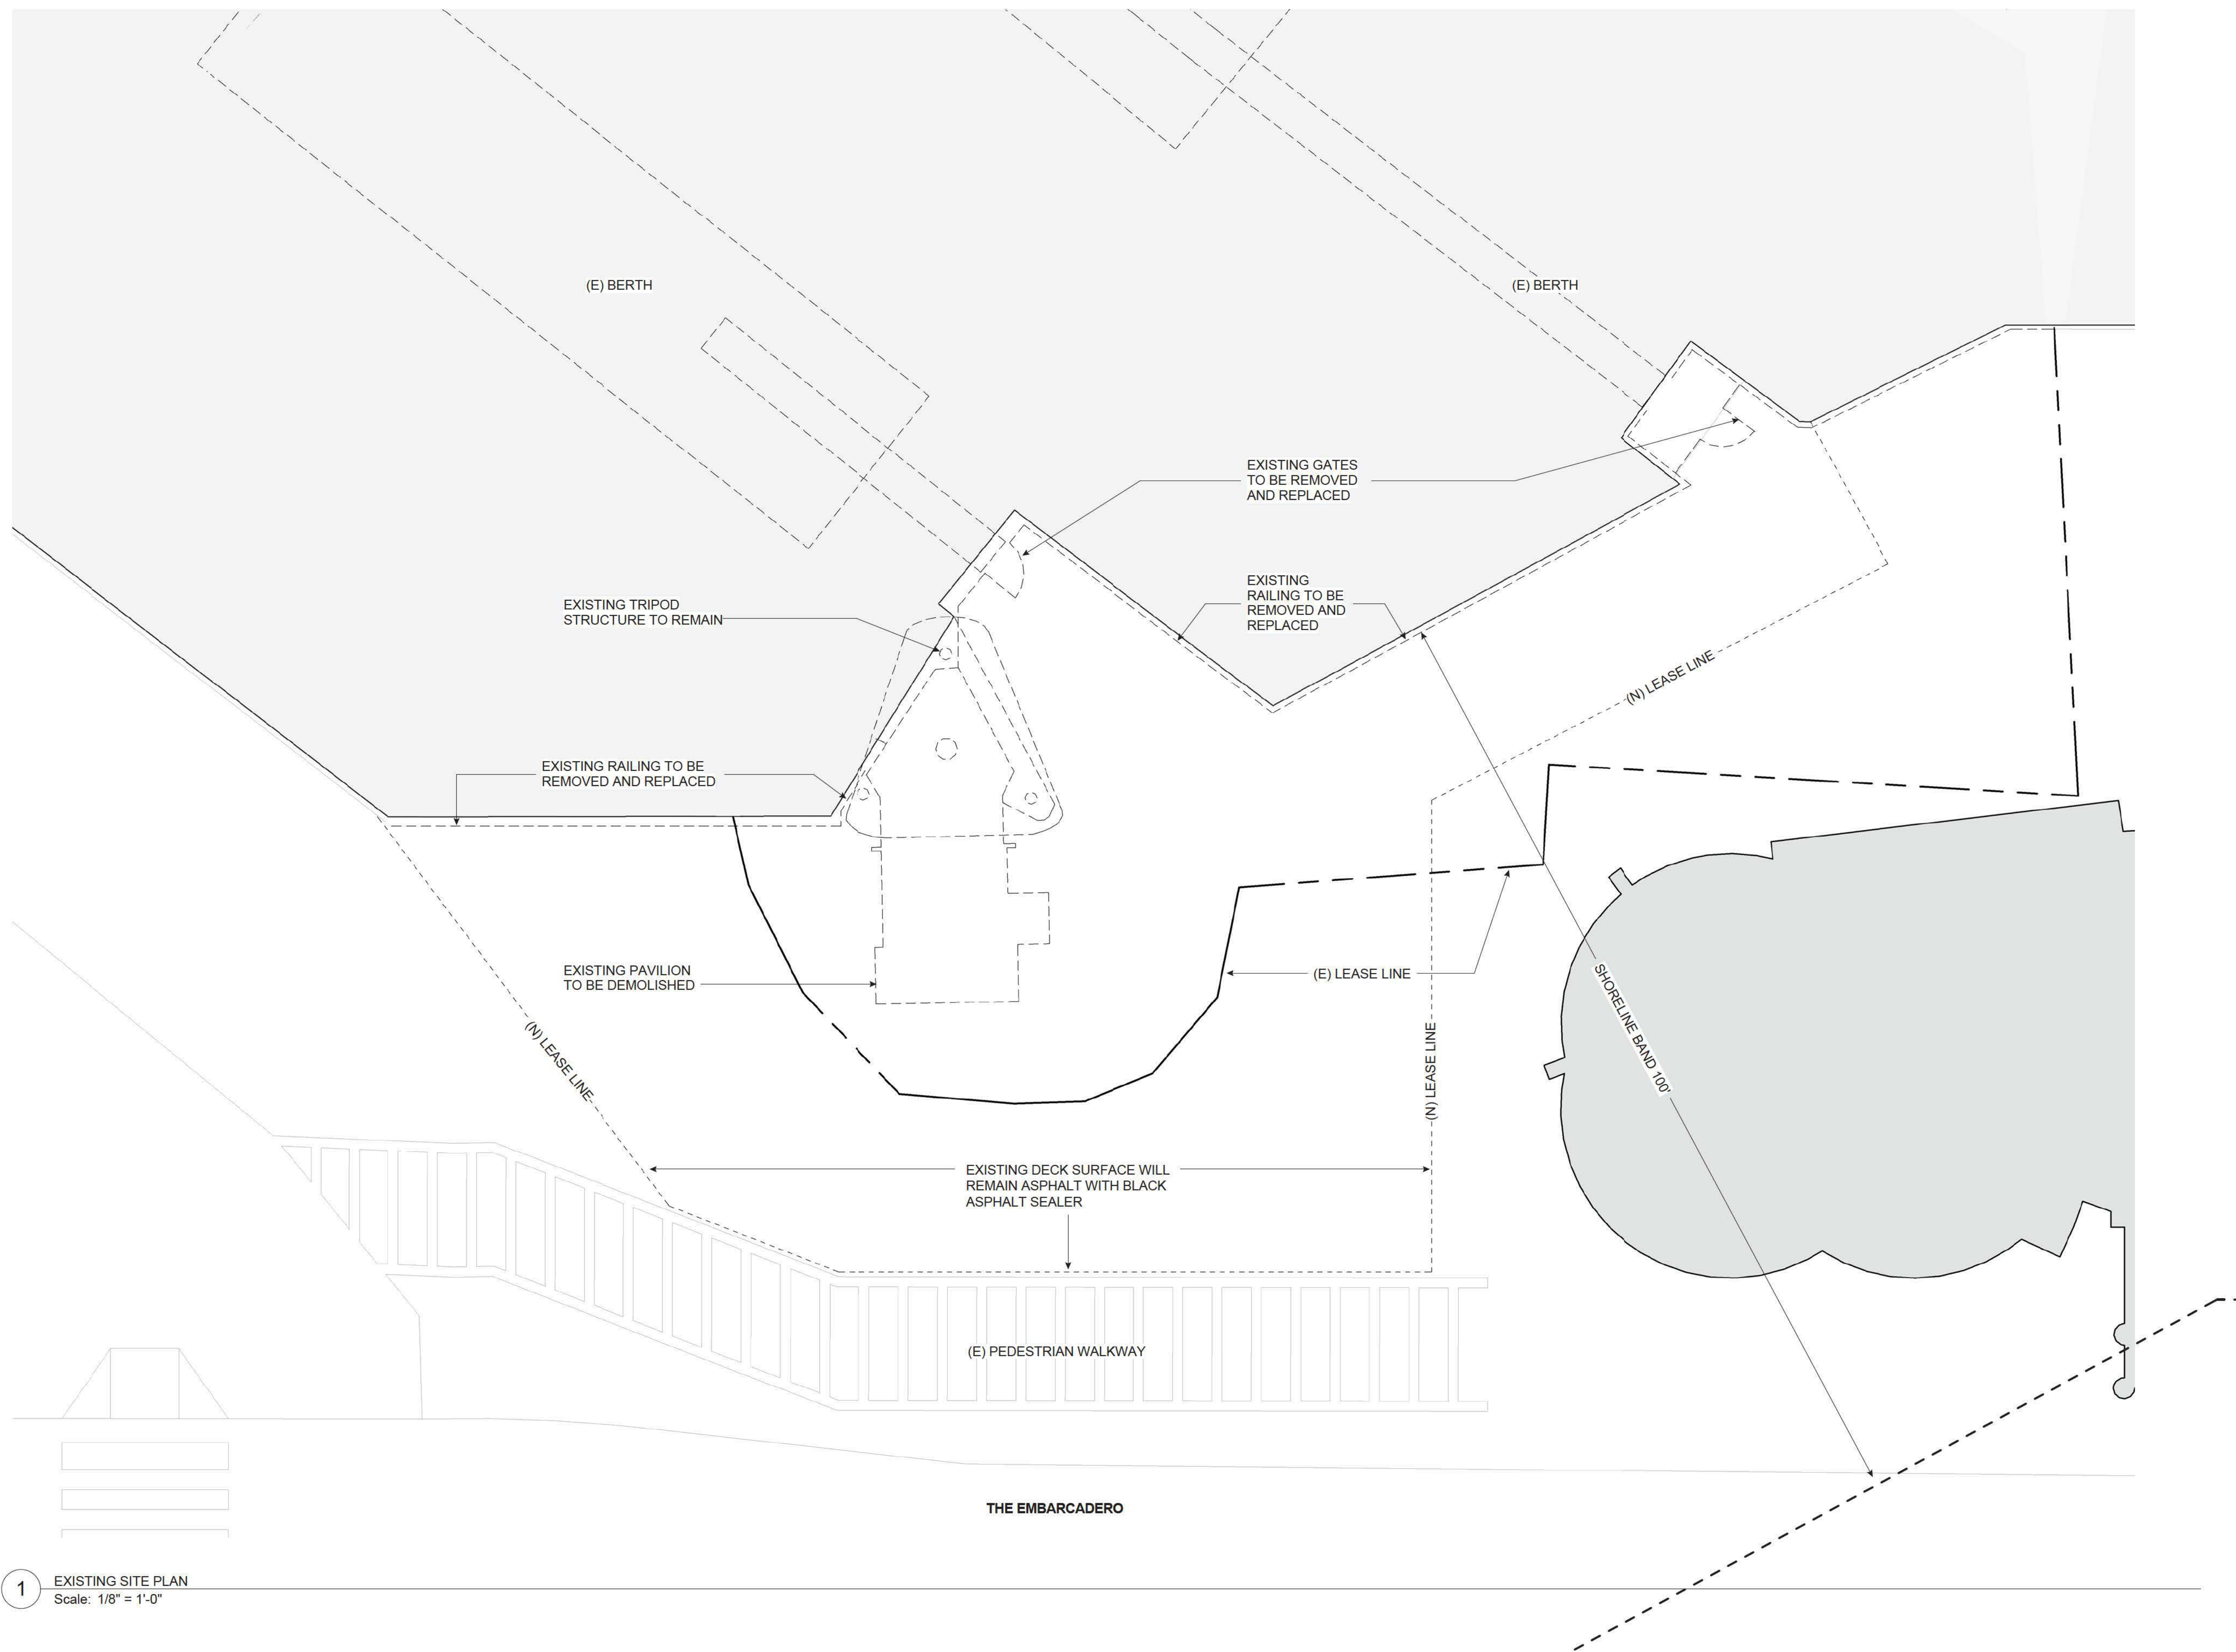 (E) BERTH
(E) BERTH
EXISTING GATES
TO BE REMOVED
AND REPLACED
EXISTING TRIPOD
STRUCTURE TO REMAIN
EXISTING
RAILING TO BE
REMOVED AND
REPLACED
(N) LEASE LINE
EXISTING RAILING TO BE
REMOVED AND REPLACED
EXISTING PAVILION
TO BE DEMOLISHED
(E) LEASE LINE
SHORELINE BAND 100'
(N) LEASE LINE
(N) LEASE LINE
EXISTING DECK SURFACE WILL
REMAIN ASPHALT WITH BLACK
ASPHALT SEALER
(E) PEDESTRIAN WALKWAY
THE EMBARCADERO
1
EXISTING SITE PLAN
Scale: 1/8" = 1'-0"